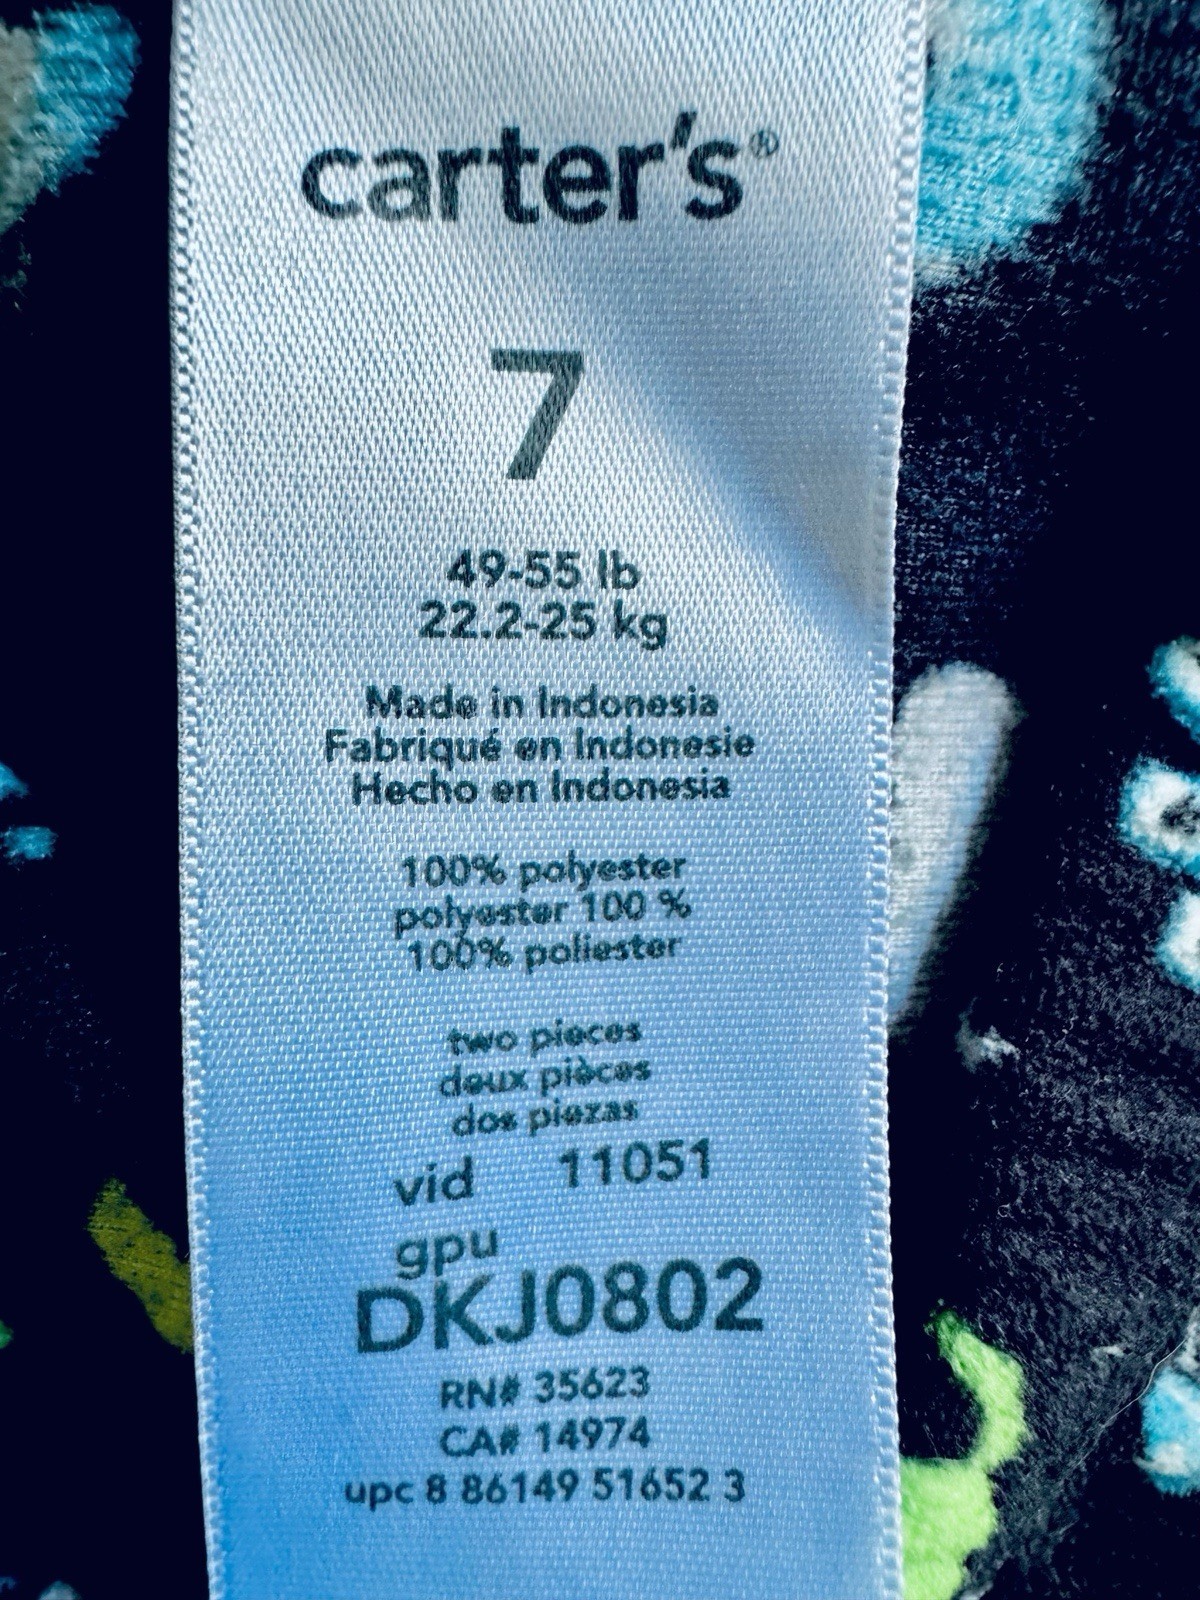 carter's®
7
49-55 lb
22.2-25 kg
Made in Indonesia
Fabriqué en Indonesie
Hecho en Indonesia
100% polyester
polyester 100 %
100% poliester
two pieces
deux pièces
dos piezas
vid 11051
gpu
DKJ0802
RN# 35623
CA# 14974
upc 8 86149 51652 3